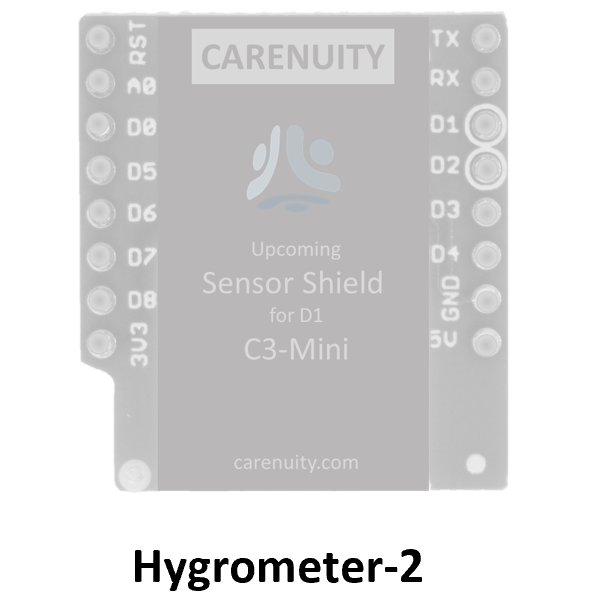 RST
A0
D0
D5
D6
D7
D8
3V3
CARENUITY
Upcoming
Sensor Shield
for D1
C3-Mini
carenuity.com
TX
RX
D1
D2
D3
D4
GND
5V
Hygrometer-2